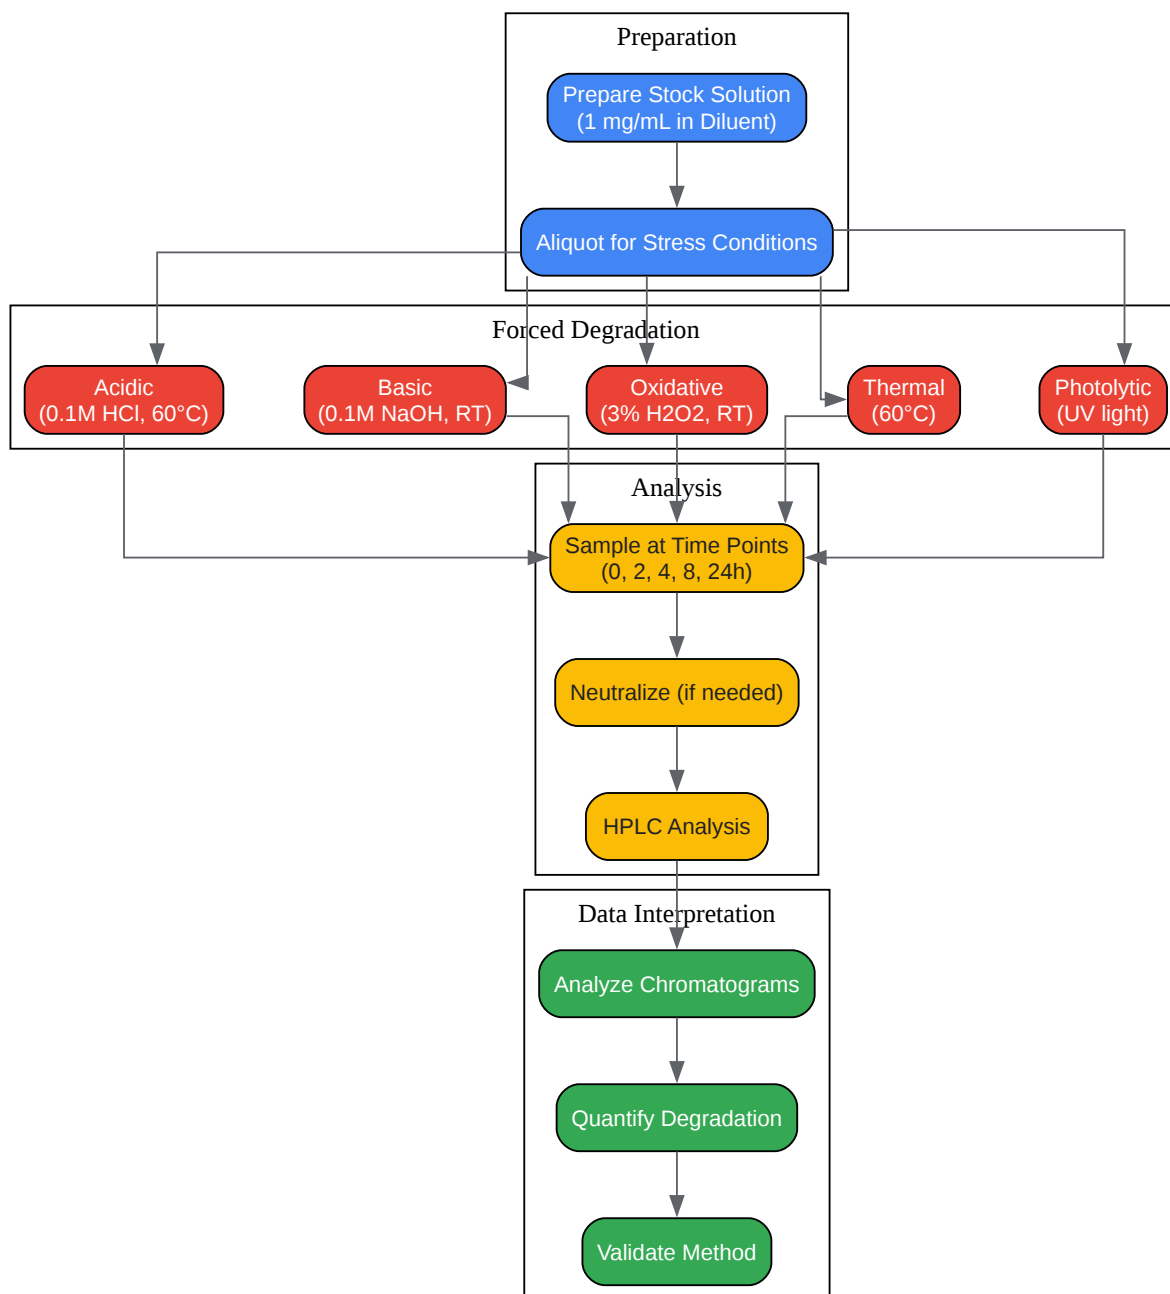 Preparation
Prepare Stock Solution
(1 mg/mL in Diluent)
Aliquot for Stress Conditions
Forced Degradation
Acidic
(0.1M HCl, 60°C)
Basic
(0.1M NaOH, RT)
Oxidative
(3% H2O2, RT)
Thermal
(60°C)
Photolytic
(UV light)
Analysis
Sample at Time Points
(0, 2, 4, 8, 24h)
Neutralize (if needed)
HPLC Analysis
Data Interpretation
Analyze Chromatograms
Quantify Degradation
Validate Method